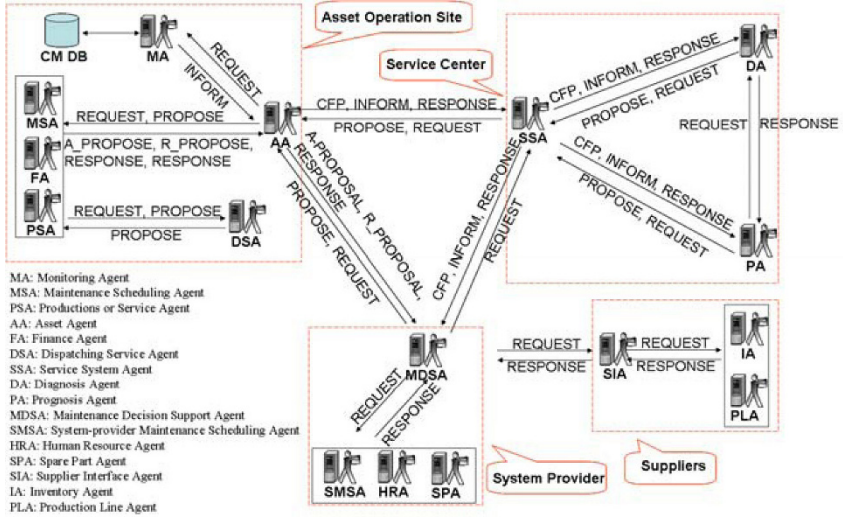 Asset Operation Site
Service Center
CM DB
MA
REQUEST
INFORM
MSA
REQUEST, PROPOSE
A_PROPOSE, R_PROPOSE,
RESPONSE, RESPONSE
FA
AA
PSA
REQUEST, PROPOSE
PROPOSE
DSA
CFP, INFORM, RESPONSE
PROPOSE, REQUEST
SSA
CFP, INFORM, RESPONSE
PROPOSE, REQUEST
DA
REQUEST
RESPONSE
CFP, INFORM, RESPONSE
PROPOSE, REQUEST
PA
A-PROPOSAL, R_PROPOSAL,
RESPONSE
PROPOSE, REQUEST
CFP, INFORM, RESPONSE
REQUEST
MA: Monitoring Agent
MSA: Maintenance Scheduling Agent
PSA: Productions or Service Agent
AA: Asset Agent
FA: Finance Agent
DSA: Dispatching Service Agent
SSA: Service System Agent
DA: Diagnosis Agent
PA: Prognosis Agent
MDSA: Maintenance Decision Support Agent
SMSA: System-provider Maintenance Scheduling Agent
HRA: Human Resource Agent
SPA: Spare Part Agent
SIA: Supplier Interface Agent
IA: Inventory Agent
PLA: Production Line Agent
MDSA
REQUEST
RESPONSE
SMSA
HRA
SPA
System Provider
REQUEST
RESPONSE
SIA
REQUEST
RESPONSE
IA
PLA
Suppliers